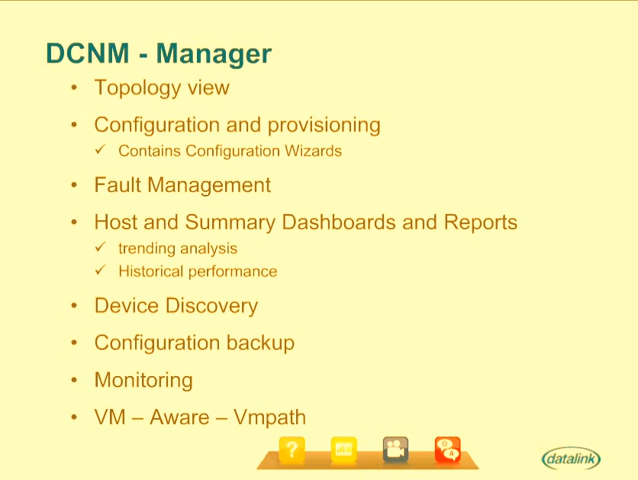 DCNM - Manager
• Topology view
• Configuration and provisioning
✓ Contains Configuration Wizards
• Fault Management
• Host and Summary Dashboards and Reports
✓ trending analysis
✓ Historical performance
• Device Discovery
• Configuration backup
• Monitoring
• VM – Aware – Vmpath
?
Q
A
datalink